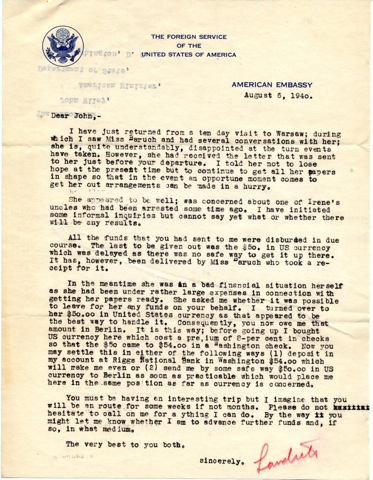 THE FOREIGN SERVICE
OF THE
UNITED STATES OF AMERICA
AMERICAN EMBASSY
August 6, 1940.
Dear John,-
I have just returned from a ten day visit to Warsaw; during
which I saw Miss Baruch and had several conversations with her;
she is, quite understandably, disappointed at the turn events
have taken. However, she had received the letter that was sent
to her just before your departure. I told her not to lose
hope at the present time but to continue to get all her papers
in shape so that in the event an opportune moment comes to
get her out arrangements can be made in a hurry.
She appeared to be well; was concerned about one of Irene's
uncles who had been arrested some time ago. I have initiated
some informal inquiries but cannot say yet what or whether there
will be any results.
All the funds that you had sent to me were disbursed in due
course. The last to be given out was the $50. in US currency
which was delayed as there was no safe way to get it up there.
It has, however, been delivered by Miss Baruch who took a re-
ceipt for it.
In the meantime she was in a bad financial situation herself
as she had been under rather large expenses in connection with
getting her papers ready. She asked me whether it was possible
to leave for her any funds on your behalf. I turned over to
her $50.00 in United States currency as that appeared to be
the best way to handle it. Consequently, you now owe me that
amount in Berlin. It is this way; before going up I bought
US currency here which cost a premium of 8-per cent in checks
so that the $50 came to $54.00 in a Washington check. Now you
may settle this in either of the following ways (1) deposit in
my account at Riggs National Bank in Washington $54.00 which
will make me even or (2) send me by some safe way $50.00 in US
currency to Berlin as soon as practicable which would place me
here in the same position as far as currency is concerned.
You must be having an interesting trip but I imagine that you
will be an route for some weeks if not months. Please do not
hesitate to call on me for a ything I can do. By the way
might let me know whether I am to advance further funds and, if
so, in what medium.
The very best to you both.
sincerely,